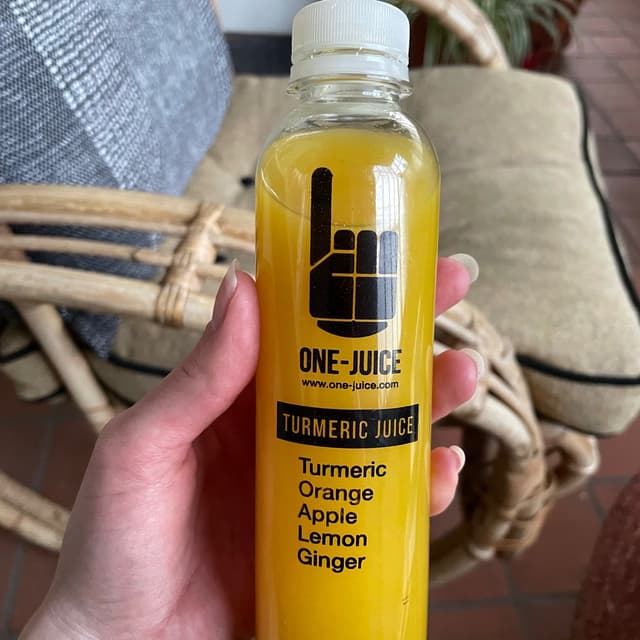 ONE-JUICE
www.one-juice.com
TURMERIC JUICE
Turmeric
Orange
Apple
Lemon
Ginger